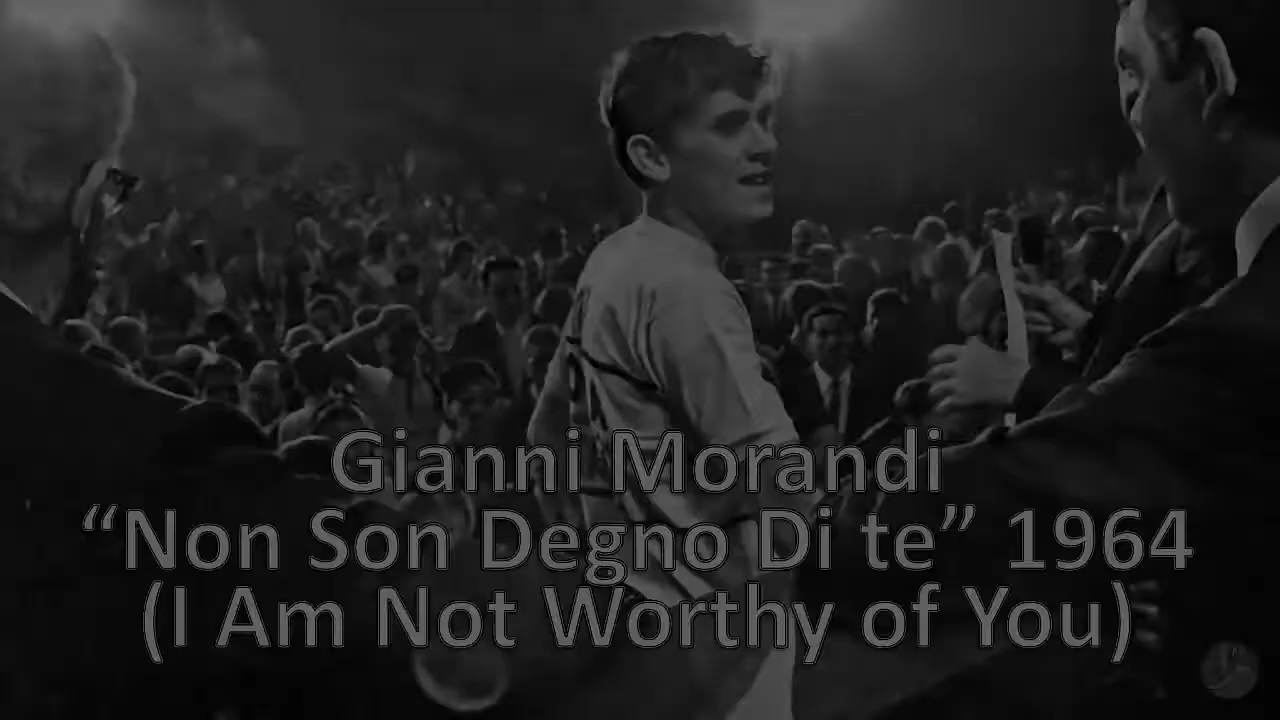 Gianni Morandi
“Non Son Degno Di te” 1964
(I Am Not Worthy of You)